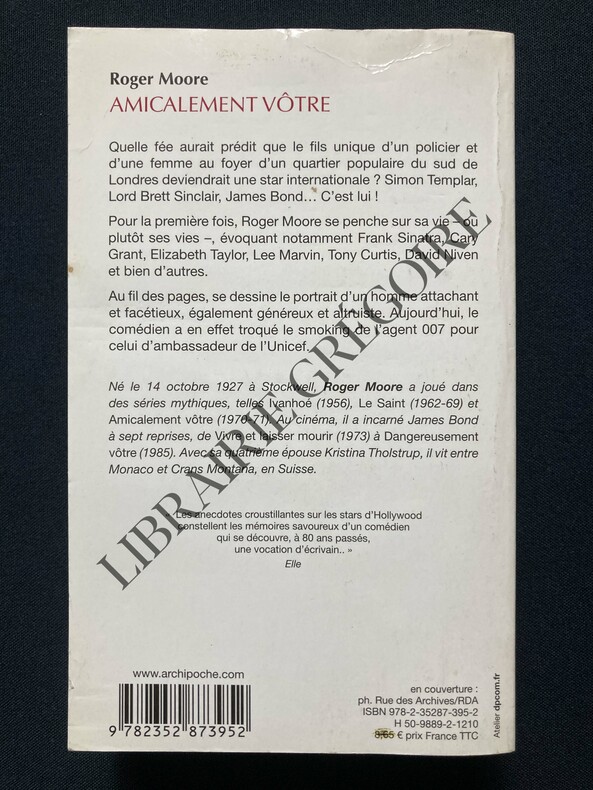 Roger Moore
AMICALEMENT VÔTRE
Quelle fée aurait prédit que le fils unique d'un policier et
d'une femme au foyer d'un quartier populaire du sud de
Londres deviendrait une star internationale ? Simon Templar,
Lord Brett Sinclair, James Bond... C'est lui !
Pour la première fois, Roger Moore se penche sur sa vie – ou
plutôt ses vies –, évoquant notamment Frank Sinatra, Cary
Grant, Elizabeth Taylor, Lee Marvin, Tony Curtis, David Niven
et bien d'autres.
Au fil des pages, se dessine le portrait d'un homme attachant
et facétieux, également généreux et altruiste. Aujourd'hui, le
comédien a en effet troqué le smoking de l'agent 007 pour
celui d'ambassadeur de l'Unicef.
Né le 14 octobre 1927 à Stockwell, Roger Moore a joué dans
des séries mythiques, telles Ivanhoé (1956), Le Saint (1962-69) et
Amicalement vôtre (1970-71). Au cinéma, il a incarné James Bond
à sept reprises, de Vivre et laisser mourir (1973) à Dangereusement
vôtre (1985). Avec sa quatrième épouse Kristina Tholstrup, il vit entre
Monaco et Crans Montana, en Suisse.
Les anecdotes croustillantes sur les stars d'Hollywood
constellent les mémoires savoureux d'un comédien
qui se découvre, à 80 ans passés,
une vocation d'écrivain.. »
Elle
LIBRAIRIE GRÉGOIRE
www.archipoche.com
9 782352 873952
en couverture :
ph. Rue des Archives/RDA
ISBN 978-2-35287-395-2
H 50-9889-2-1210
8,65 € prix France TTC
Atelier dpcom.fr